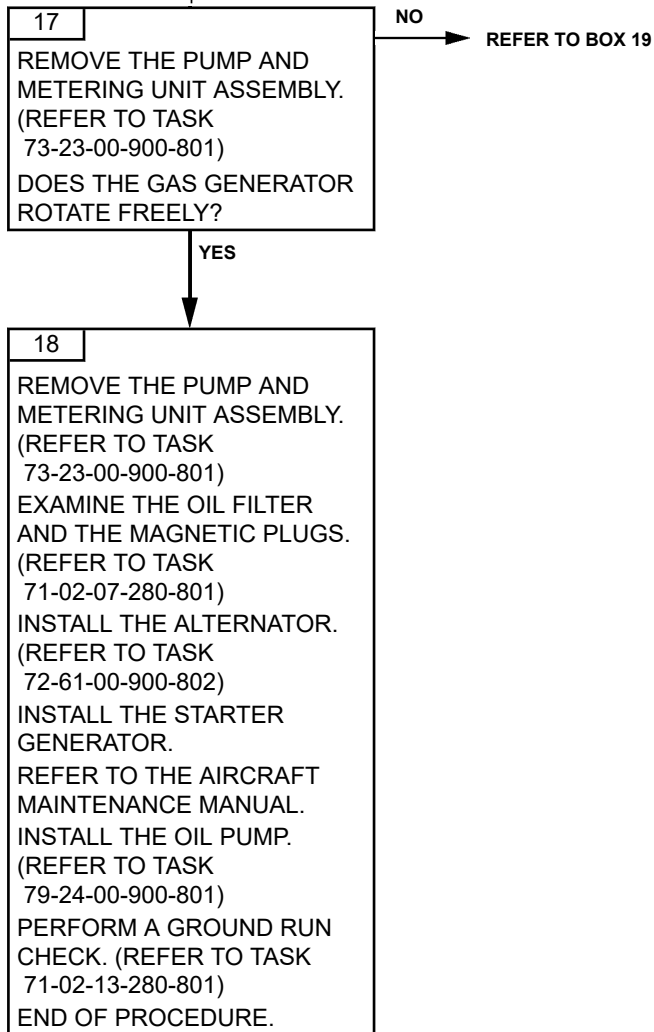 17
REMOVE THE PUMP AND
METERING UNIT ASSEMBLY.
(REFER TO TASK
73-23-00-900-801)
DOES THE GAS GENERATOR
ROTATE FREELY?
NO
REFER TO BOX 19
YES
18
REMOVE THE PUMP AND
METERING UNIT ASSEMBLY.
(REFER TO TASK
73-23-00-900-801)
EXAMINE THE OIL FILTER
AND THE MAGNETIC PLUGS.
(REFER TO TASK
71-02-07-280-801)
INSTALL THE ALTERNATOR.
(REFER TO TASK
72-61-00-900-802)
INSTALL THE STARTER
GENERATOR.
REFER TO THE AIRCRAFT
MAINTENANCE MANUAL.
INSTALL THE OIL PUMP.
(REFER TO TASK
79-24-00-900-801)
PERFORM A GROUND RUN
CHECK. (REFER TO TASK
71-02-13-280-801)
END OF PROCEDURE.